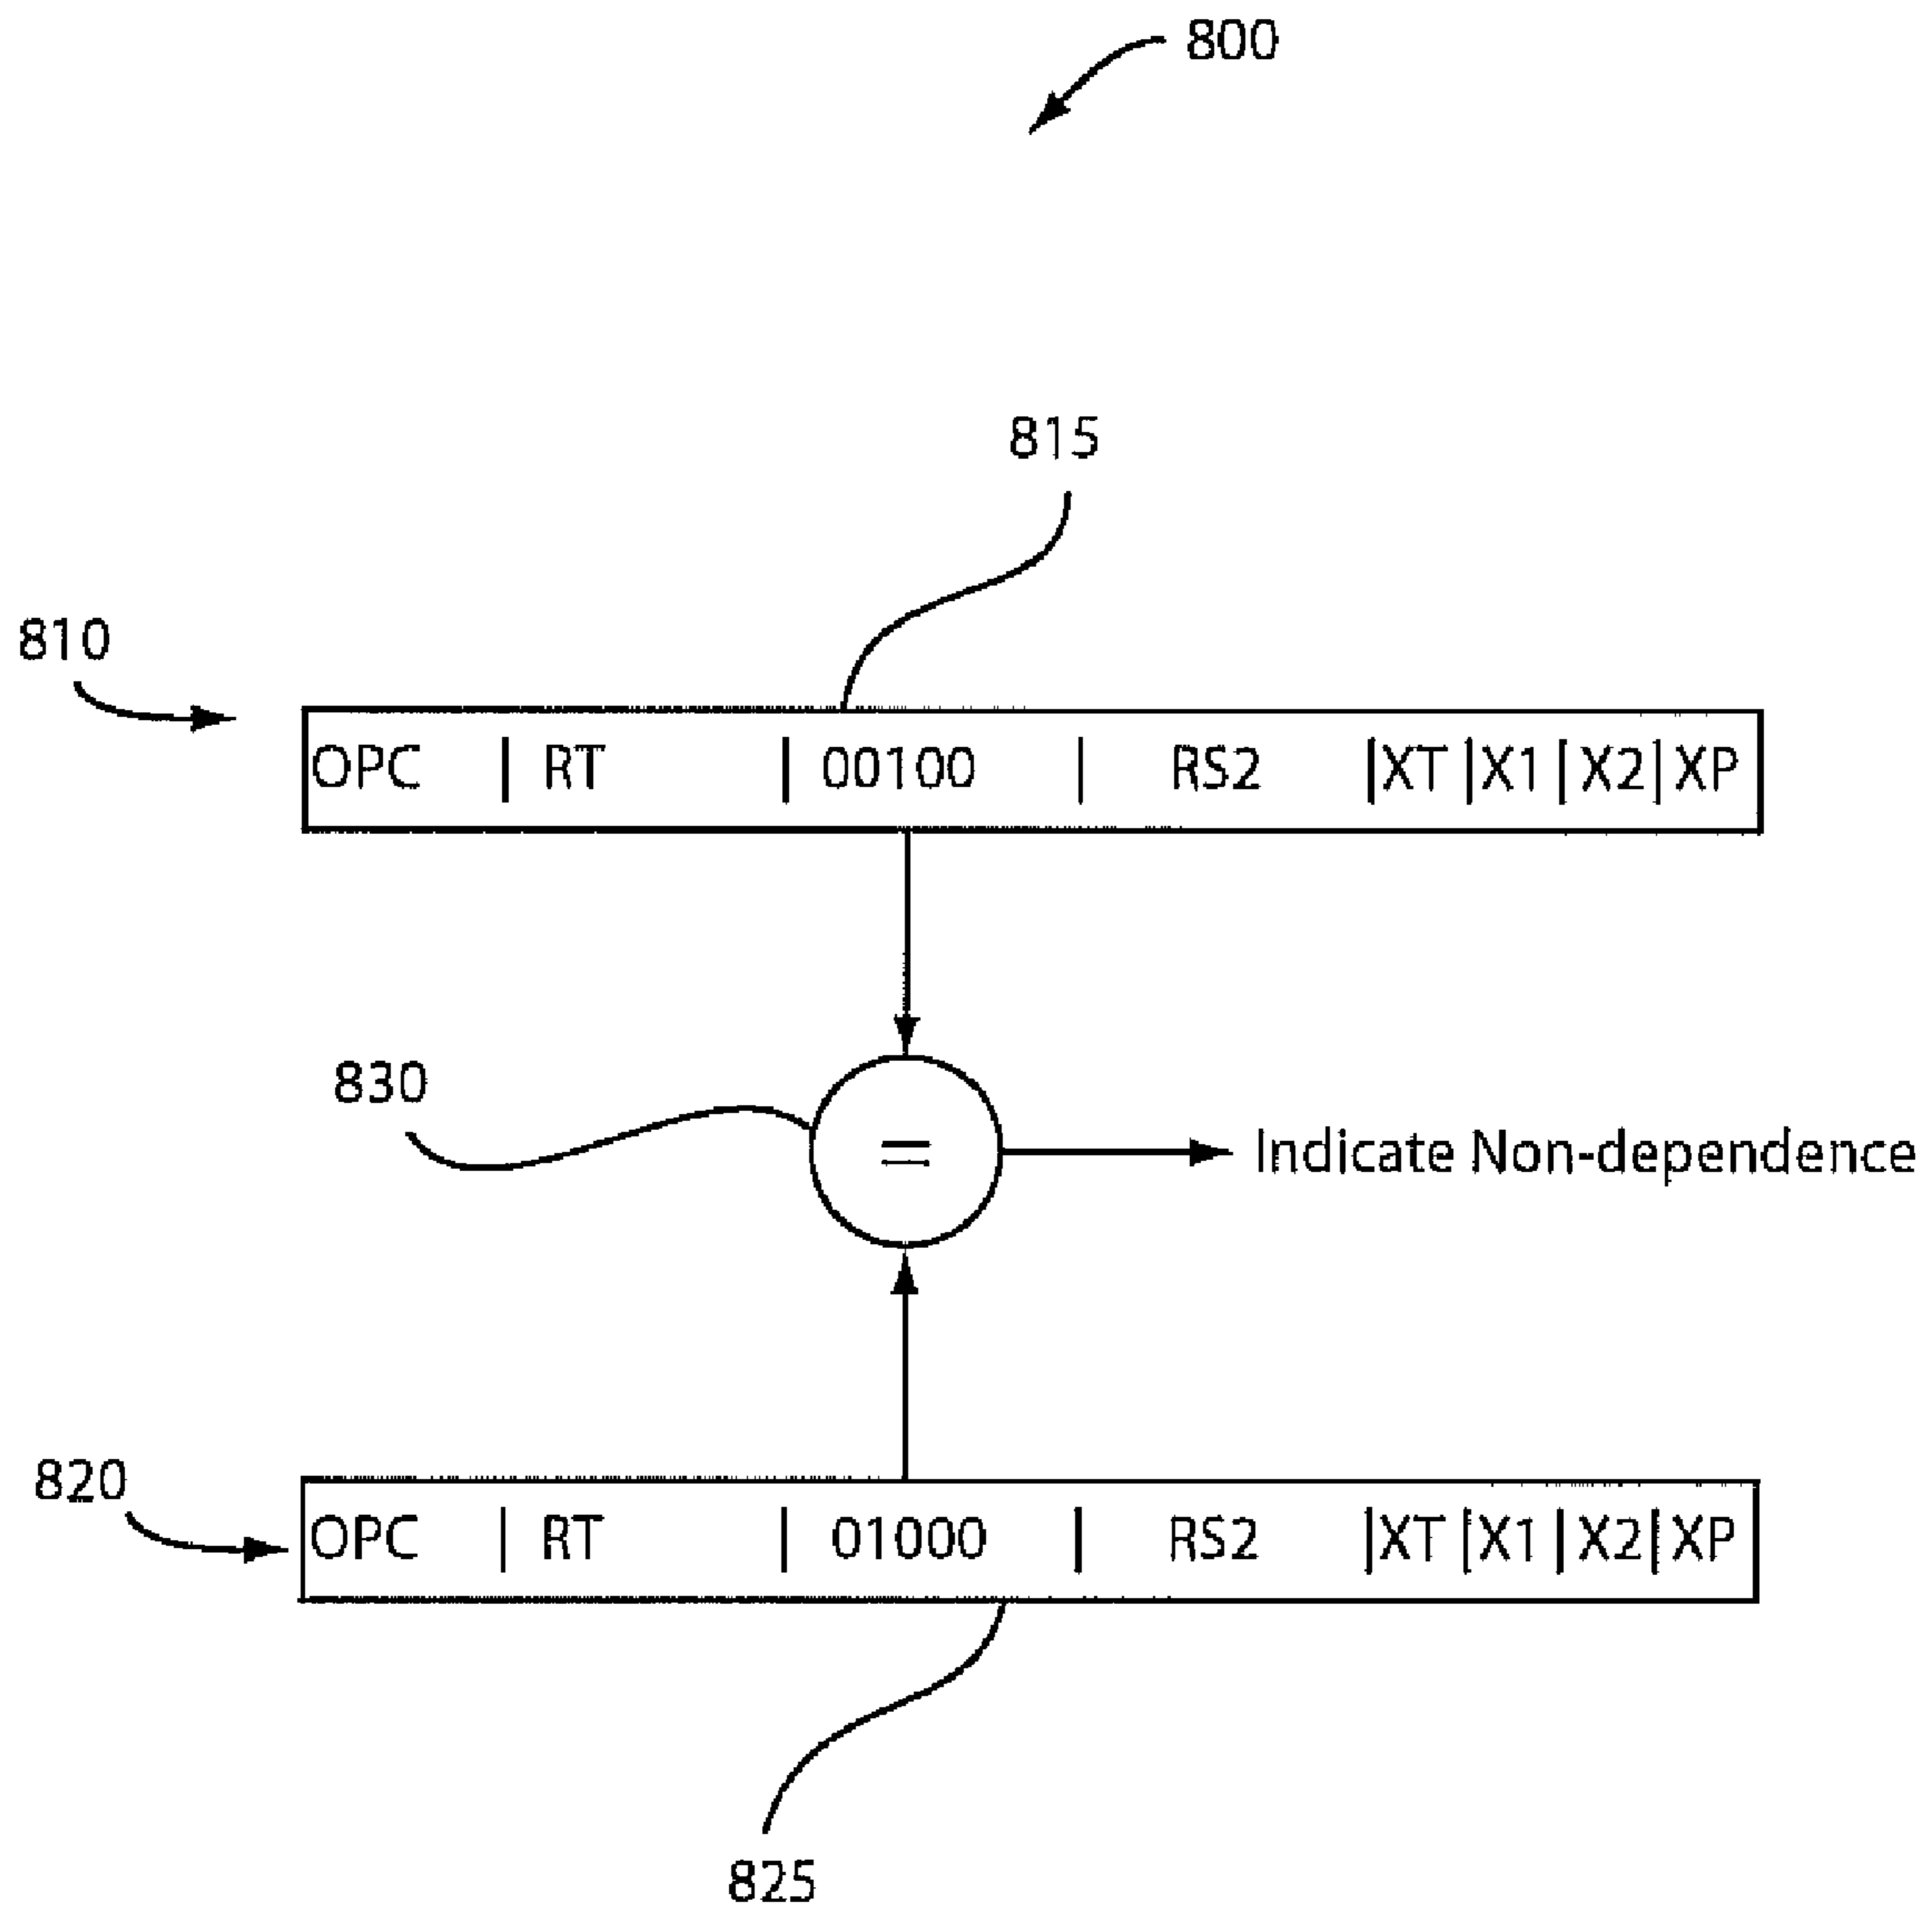 800
815
810
OPC | RT | 00100 | RS2 | XT | X1 | X2 | XP
830
= Indicate Non-dependence
820
OPC | RT | 01000 | RS2 | XT | X1 | X2 | XP
825